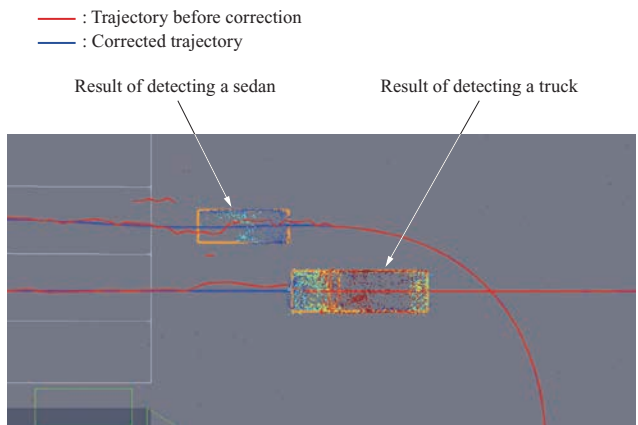 : Trajectory before correction
: Corrected trajectory
Result of detecting a sedan
Result of detecting a truck